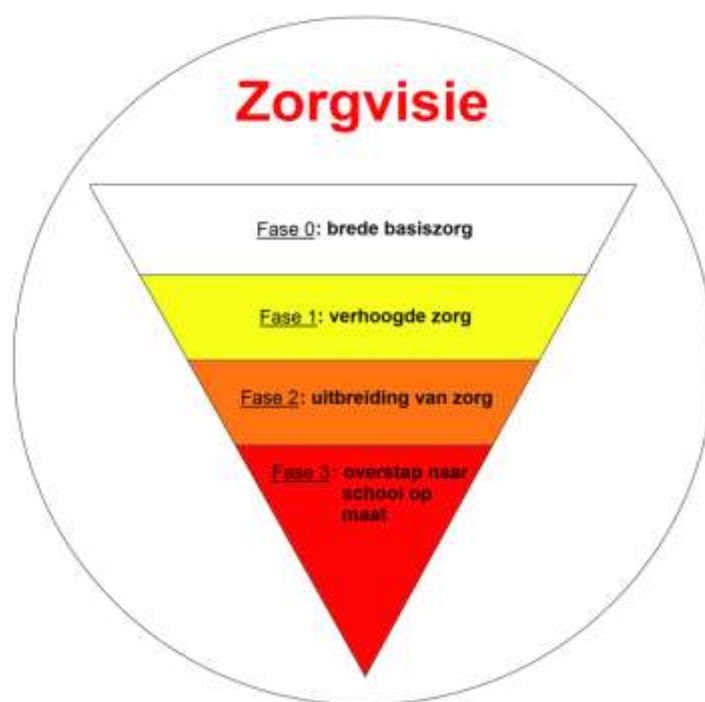 Zorgvisie
Fase 0: brede basiszorg
Fase 1: verhoogde zorg
Fase 2: uitbreiding van zorg
Fase 3: overstap naar
school op
maat